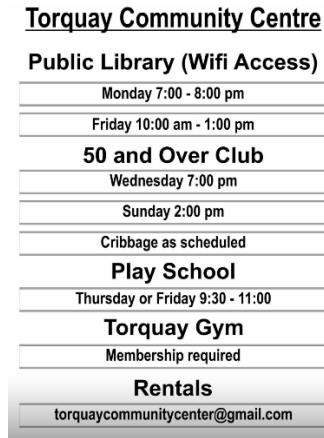 Torquay Community Centre
Public Library (Wifi Access)
Monday 7:00 - 8:00 pm
Friday 10:00 am - 1:00 pm
50 and Over Club
Wednesday 7:00 pm
Sunday 2:00 pm
Cribbage as scheduled
Play School
Thursday or Friday 9:30 - 11:00
Torquay Gym
Membership required
Rentals
torquaycommunitycenter@gmail.com